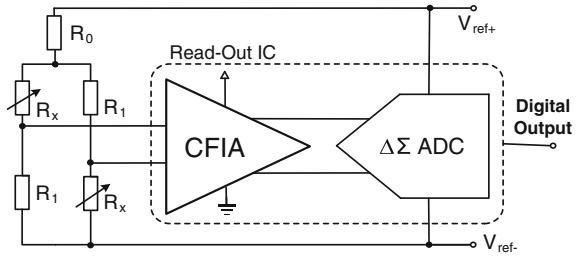 R0
Vref+
Read-Out IC
Rx
R1
CFIA
ΔΣ ADC
Digital
Output
R1
Rx
Vref-